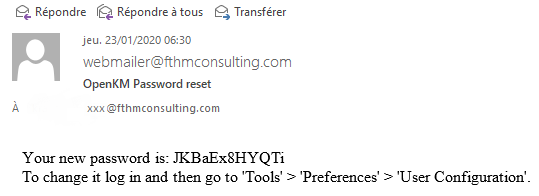 Répondre Répondre à tous Transférer
jeu. 23/01/2020 06:30
webmailer@fthmconsulting.com
OpenKM Password reset
À xxx@fthmconsulting.com
Your new password is: JKBaEx8HYQTi
To change it log in and then go to 'Tools' > 'Preferences' > 'User Configuration'.